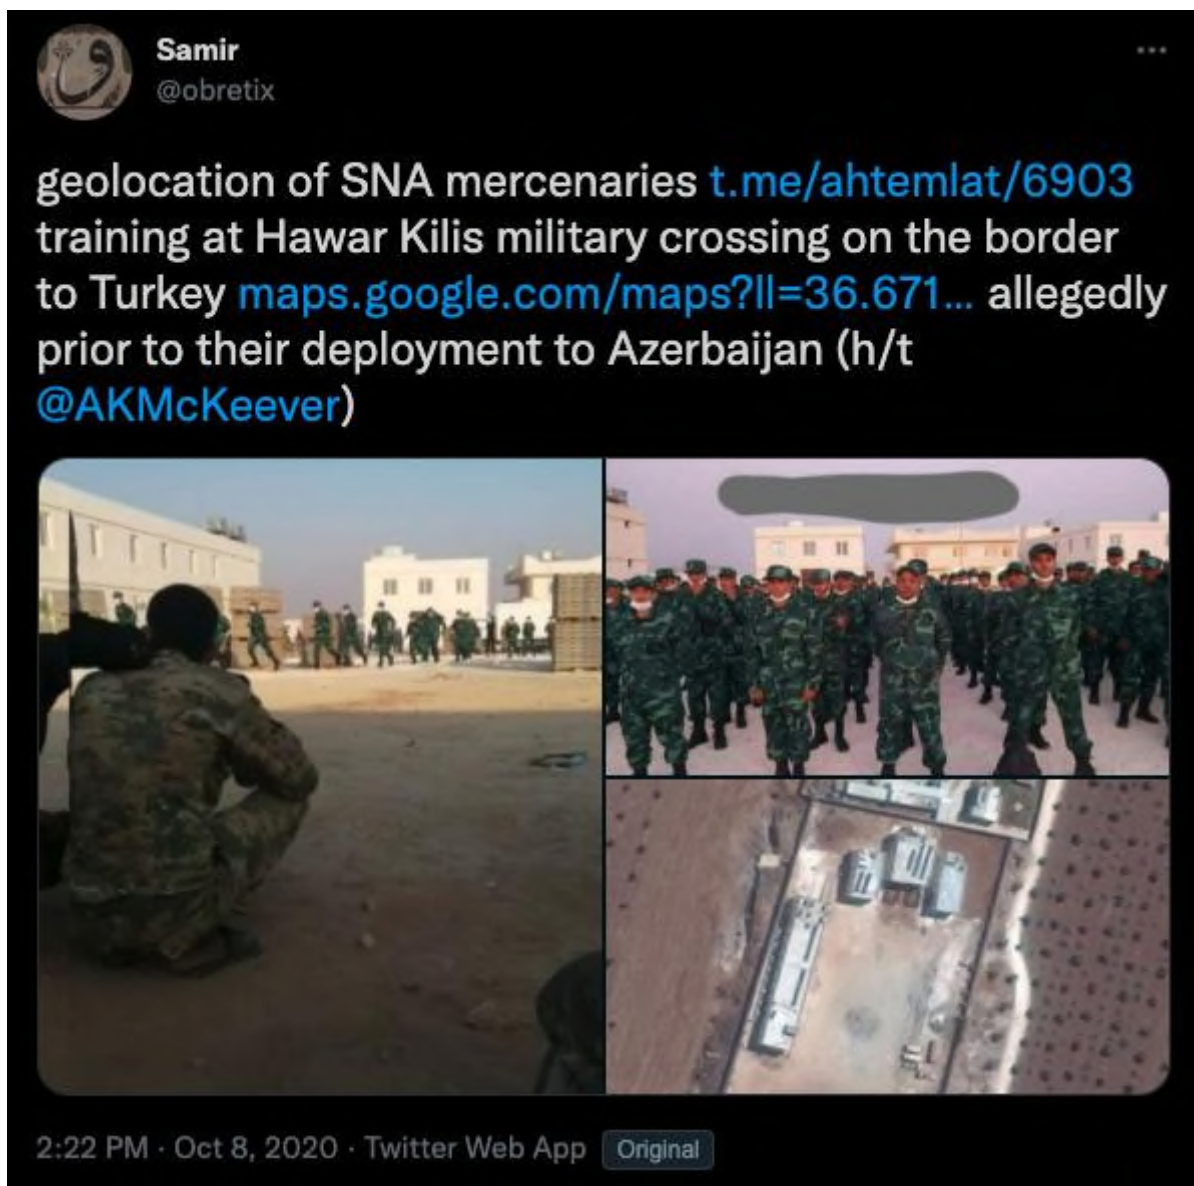 Samir
@obretix
geolocation of SNA mercenaries t.me/ahtemlat/6903
training at Hawar Kilis military crossing on the border
to Turkey maps.google.com/maps?ll=36.671... allegedly
prior to their deployment to Azerbaijan (h/t
@AKMcKeever)
2:22 PM · Oct 8, 2020 · Twitter Web App Original